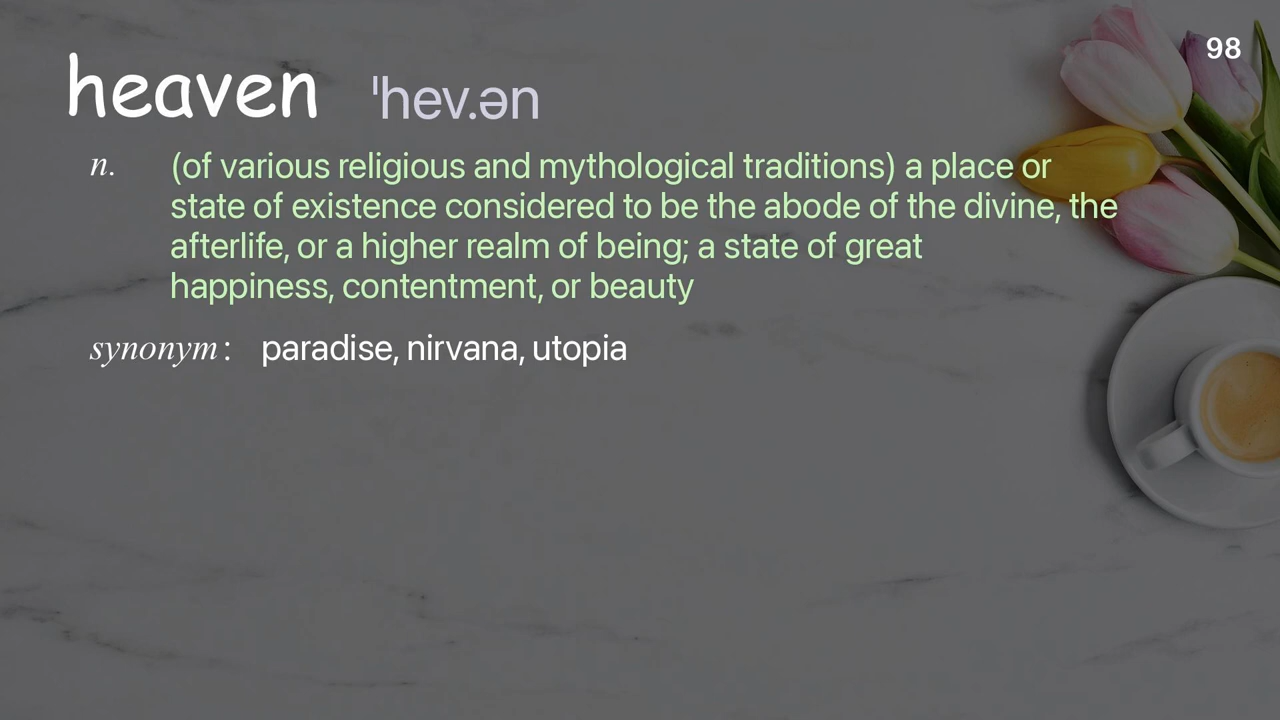 98
heaven ˈhev.ən
n. (of various religious and mythological traditions) a place or
state of existence considered to be the abode of the divine, the
afterlife, or a higher realm of being; a state of great
happiness, contentment, or beauty
synonym: paradise, nirvana, utopia